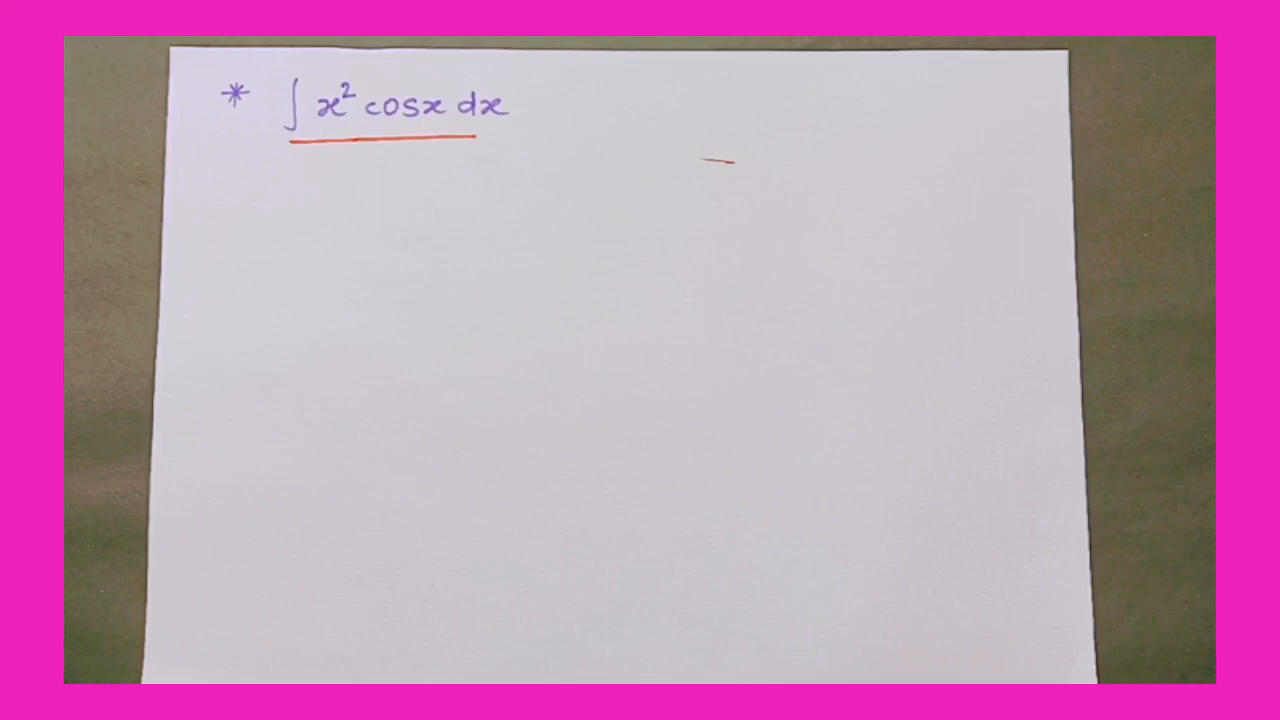 * ∫ x² cosx dx